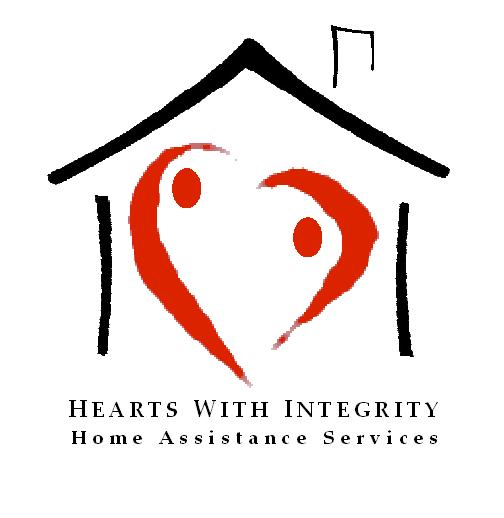 Hearts With Integrity
Home Assistance Services